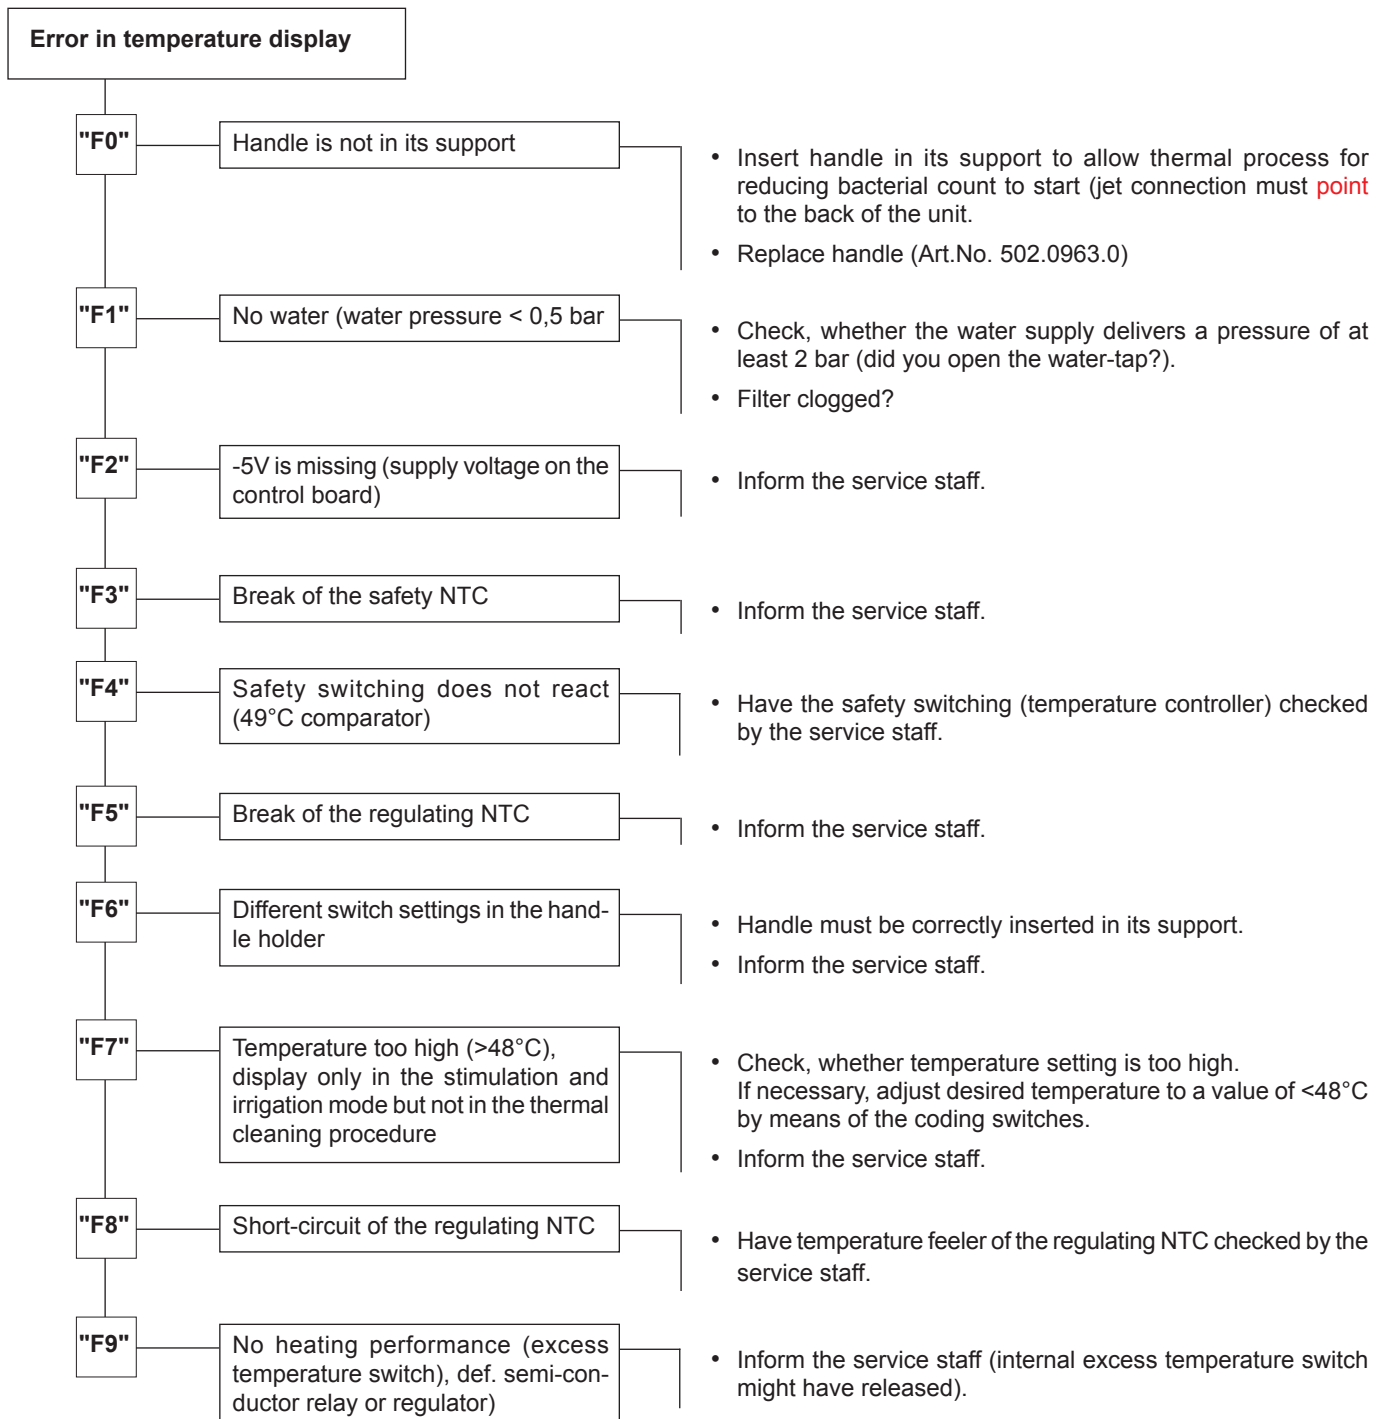 Error in temperature display
"F0"
Handle is not in its support
• Insert handle in its support to allow thermal process for
reducing bacterial count to start (jet connection must point
to the back of the unit.
• Replace handle (Art.No. 502.0963.0)
"F1"
No water (water pressure < 0,5 bar
• Check, whether the water supply delivers a pressure of at
least 2 bar (did you open the water-tap?).
• Filter clogged?
"F2"
-5V is missing (supply voltage on the
control board)
• Inform the service staff.
"F3"
Break of the safety NTC
• Inform the service staff.
"F4"
Safety switching does not react
(49°C comparator)
• Have the safety switching (temperature controller) checked
by the service staff.
"F5"
Break of the regulating NTC
• Inform the service staff.
"F6"
Different switch settings in the hand-
le holder
• Handle must be correctly inserted in its support.
• Inform the service staff.
"F7"
Temperature too high (>48°C),
display only in the stimulation and
irrigation mode but not in the thermal
cleaning procedure
• Check, whether temperature setting is too high.
If necessary, adjust desired temperature to a value of <48°C
by means of the coding switches.
• Inform the service staff.
"F8"
Short-circuit of the regulating NTC
• Have temperature feeler of the regulating NTC checked by the
service staff.
"F9"
No heating performance (excess
temperature switch), def. semi-con-
ductor relay or regulator)
• Inform the service staff (internal excess temperature switch
might have released).